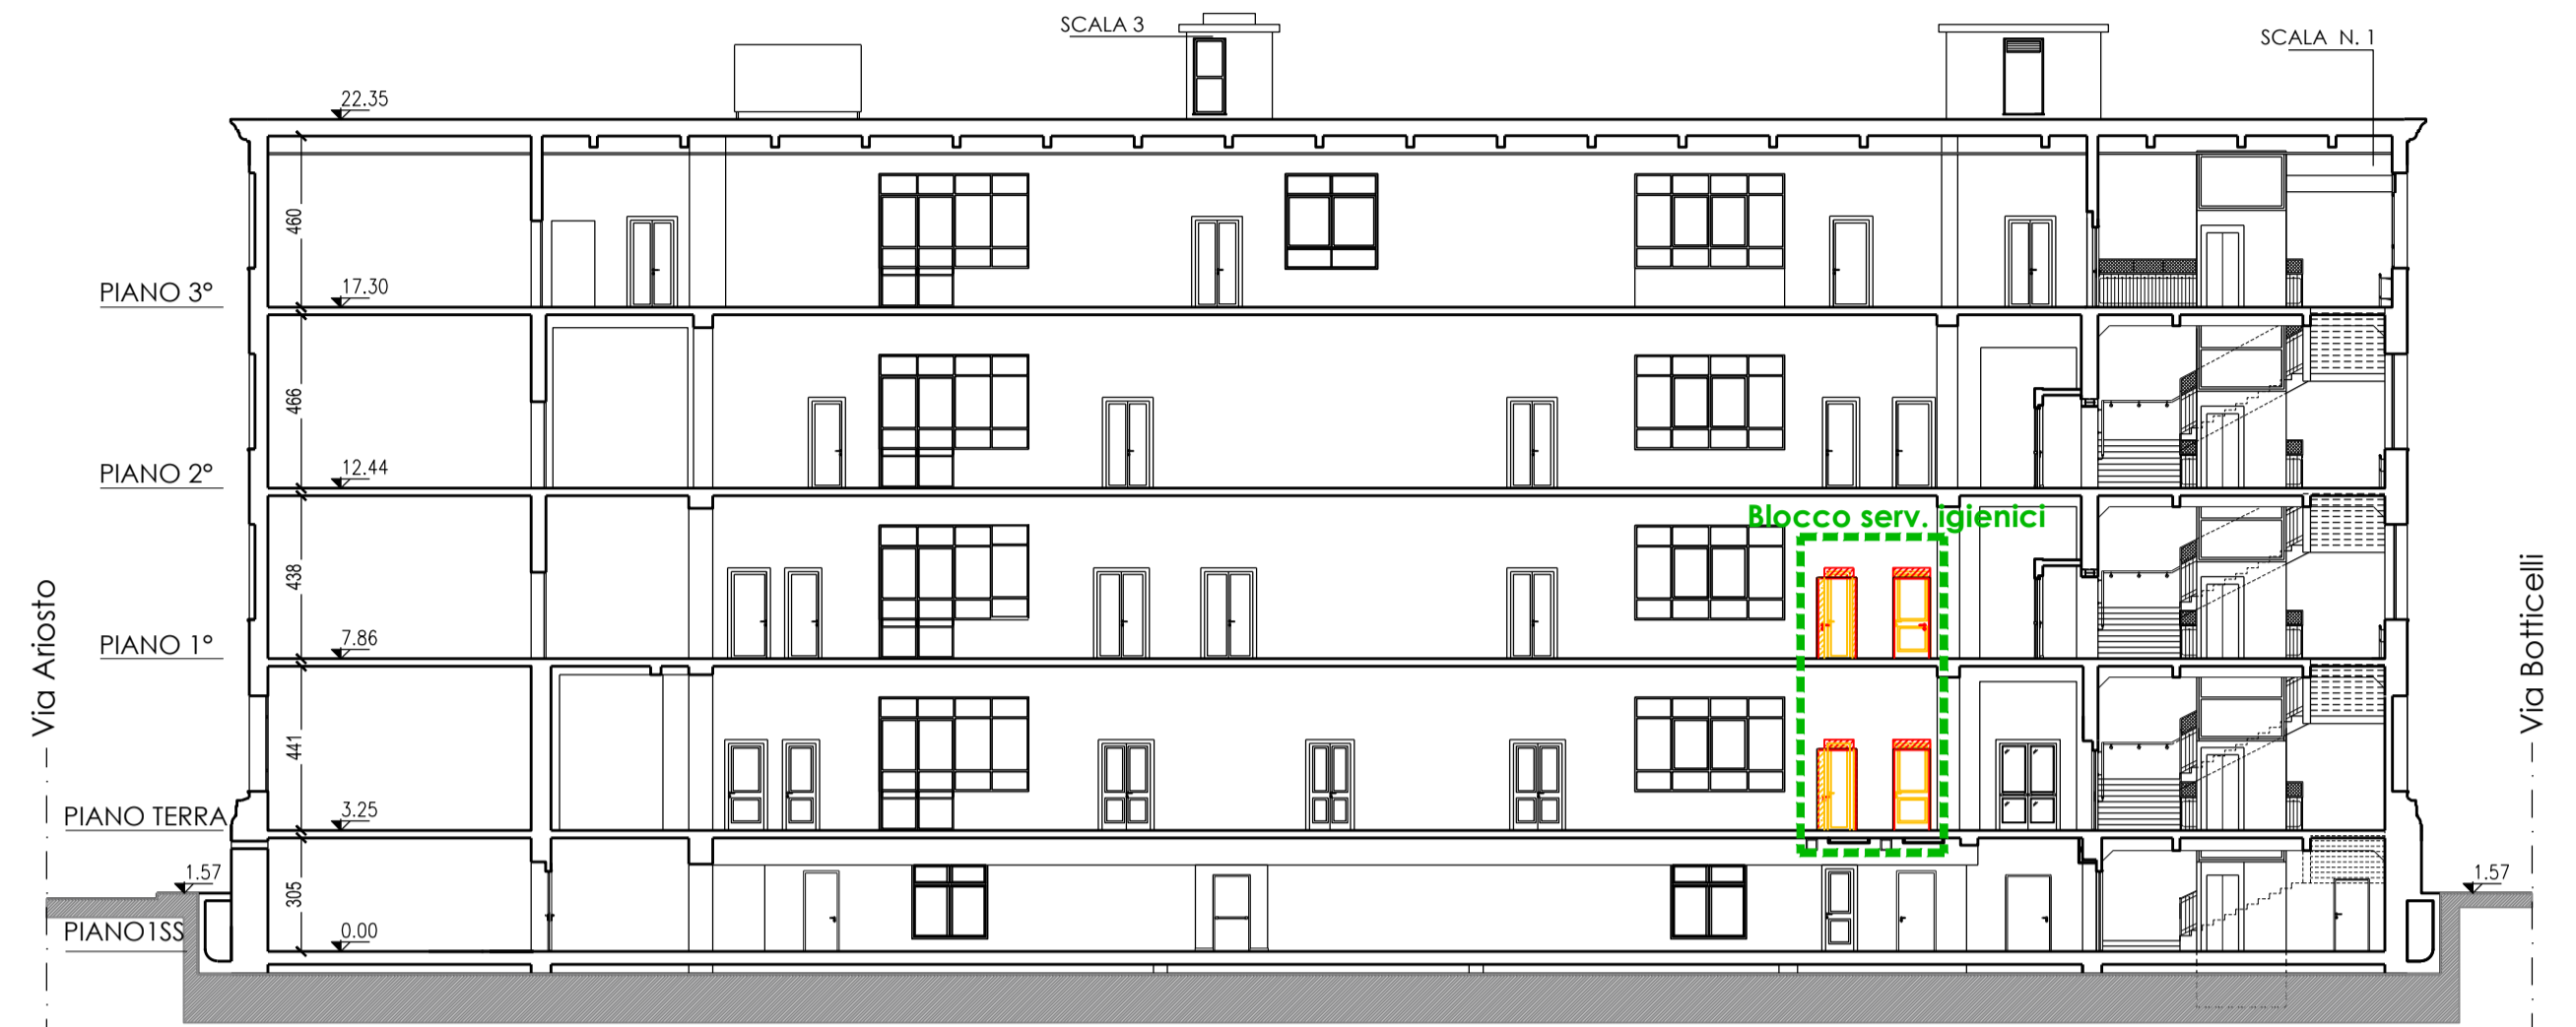 SCALA 3
SCALA N. 1
22.35
460
PIANO 3°
17.30
466
PIANO 2°
12.44
Blocco serv. igienici
438
PIANO 1°
7.86
441
PIANO TERRA
3.25
1.57
305
PIANO1SS
0.00
1.57
Via Ariosto
Via Botticelli